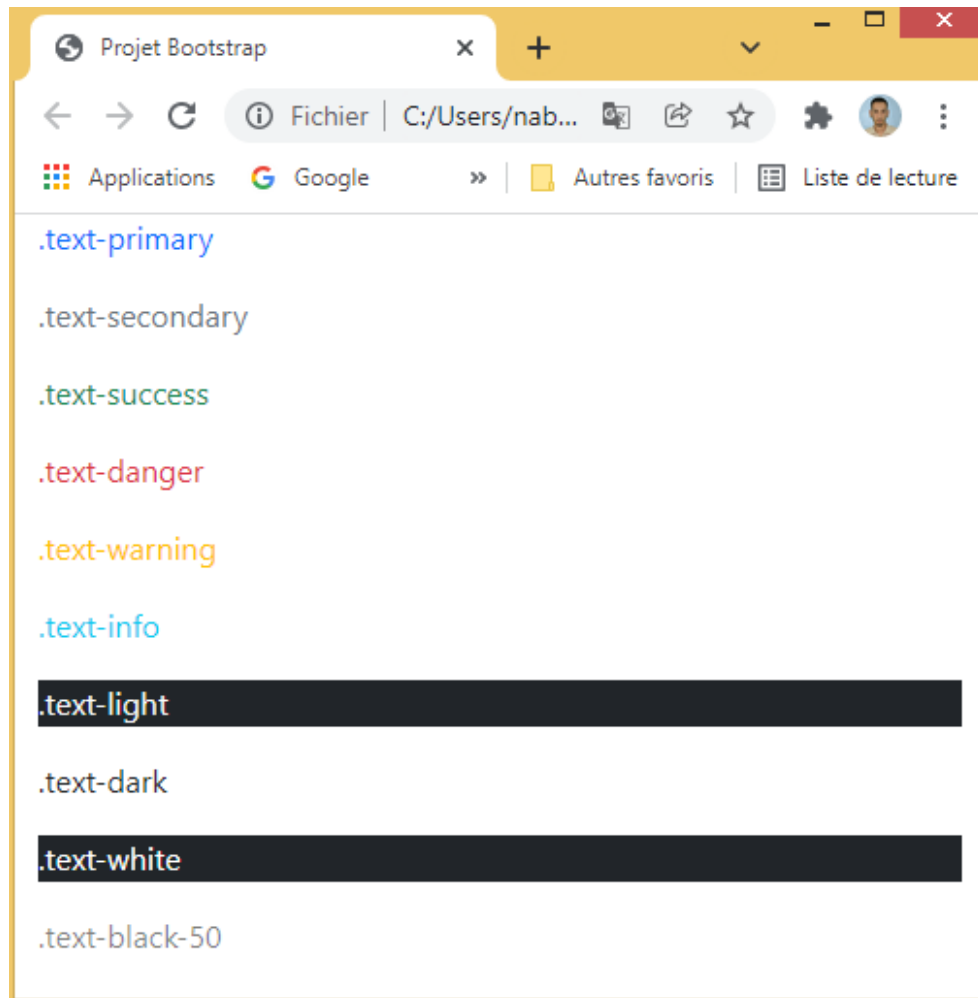 Projet Bootstrap
Fichier C:/Users/nab...
Applications Google » Autres favoris Liste de lecture
.text-primary
.text-secondary
.text-success
.text-danger
.text-warning
.text-info
.text-light
.text-dark
.text-white
.text-black-50